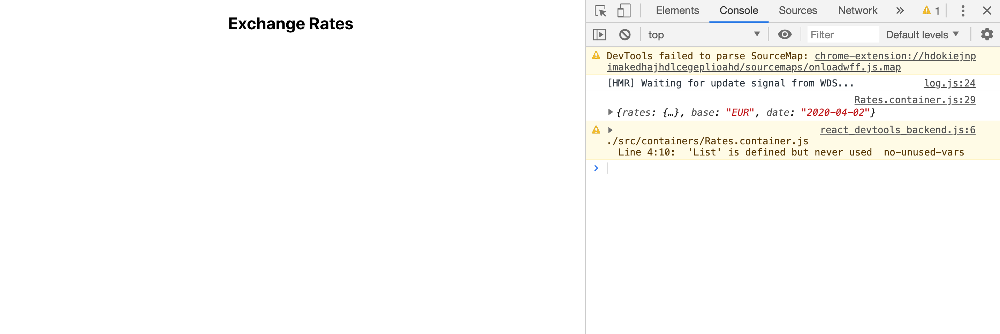 Exchange Rates
Elements Console Sources Network 1
top Filter Default levels
DevTools failed to parse SourceMap: chrome-extension://hdokiejnp
imakedhajhdlcegeplioahd/sourcemaps/onloadwff.js.map
[HMR] Waiting for update signal from WDS... log.js:24
Rates.container.js:29
{rates: {…}, base: "EUR", date: "2020-04-02"}
react_devtools_backend.js:6
./src/containers/Rates.container.js
Line 4:10:  'List' is defined but never used  no-unused-vars